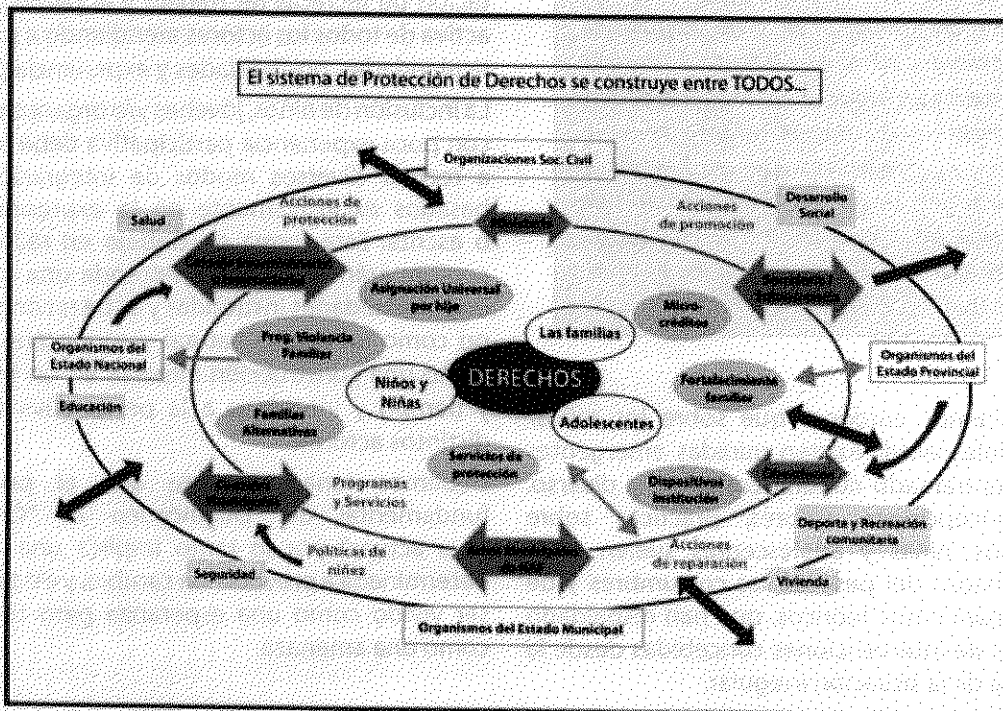 El sistema de Protección de Derechos se construye entre TODOS...
Organizaciones Soc. Civil
Salud
Acciones de
protección
Acciones
de promoción
Desarrollo
Social
Asignación Universal
por hijo
Micro-
créditos
Las familias
Prog. Violencia
Familiar
Organismos del
Estado Nacional
DERECHOS
Niños y
Niñas
Fortalecimiento
familiar
Organismos del
Estado Provincial
Educación
Familias
Alternativas
Adolescentes
Servicios de
protección
Programas
y Servicios
Dispositivos
institución
Deporte y Recreación
comunitaria
Políticas de
niñez
Acciones
de reparación
Seguridad
Vivienda
Organismos del Estado Municipal